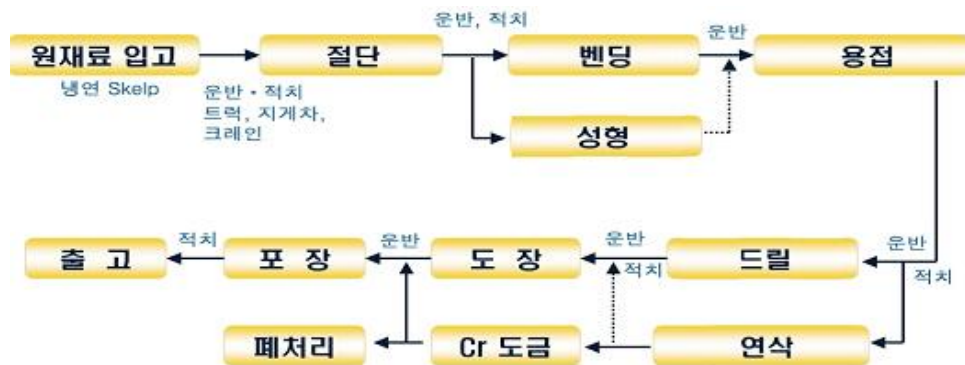 운반, 적치
운반
원재료 입고
절단
벤딩
용접
냉연 Skelp
운반・적치
트럭, 지게차,
크레인
성형
적치
운반
운반
운반
출 고
포 장
도 장
적치
드릴
적치
폐처리
Cr 도금
연삭